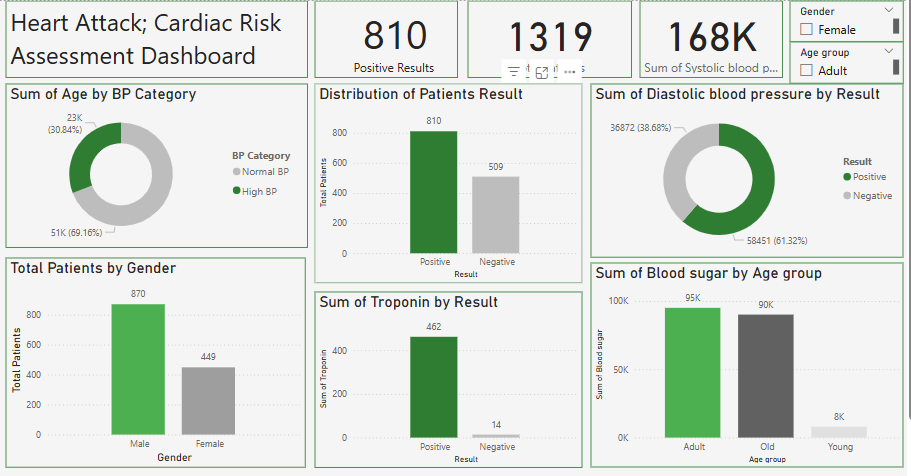 Heart Attack; Cardiac Risk
Assessment Dashboard
810
Positive Results
1319
168K
Sum of Systolic blood p...
Gender
Female
Age group
Adult
Sum of Age by BP Category
23K
(30.84%)
51K (69.16%)
BP Category
Normal BP
High BP
Distribution of Patients Result
Total Patients
800
600
400
200
0
810
509
Positive
Negative
Result
Sum of Diastolic blood pressure by Result
36872 (38.68%)
58451 (61.32%)
Result
Positive
Negative
Total Patients by Gender
Total Patients
800
600
400
200
0
870
449
Male
Female
Gender
Sum of Troponin by Result
Sum of Troponin
400
200
0
462
14
Positive
Negative
Result
Sum of Blood sugar by Age group
Sum of Blood sugar
100K
50K
0K
95K
90K
8K
Adult
Old
Young
Age group